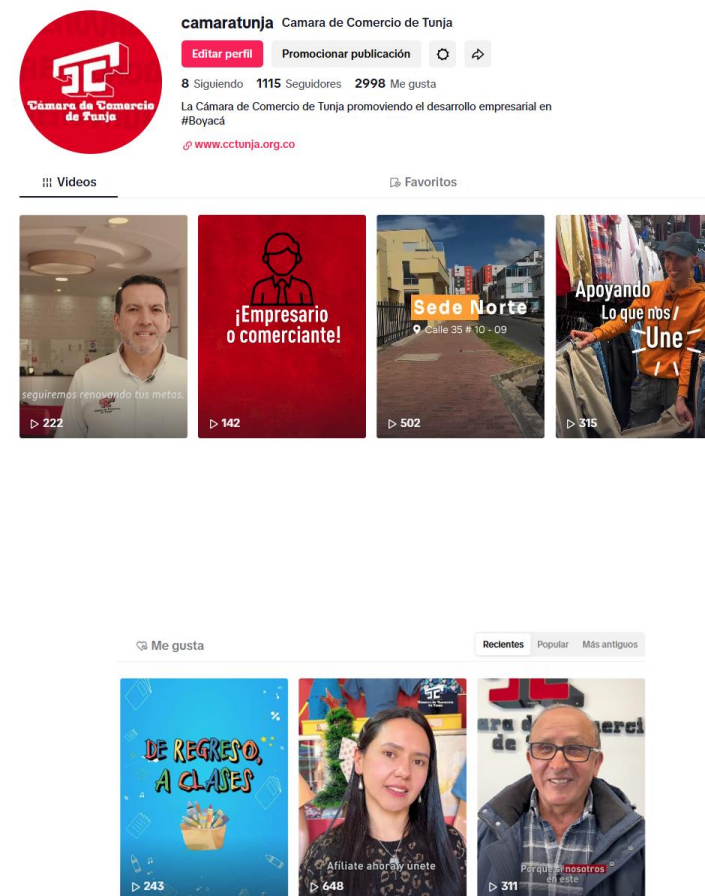 camaratunja Camara de Comercio de Tunja
Editar perfil Promocionar publicación
8 Siguiendo 1115 Seguidores 2998 Me gusta
La Cámara de Comercio de Tunja promoviendo el desarrollo empresarial en
#Boyacá
www.cctunja.org.co
Cámara de Comercio
de Tunja
Videos Favoritos
seguiremos renovando tus metas,
222
¡Empresario
o comerciante!
142
Sede Norte
Calle 35 # 10 - 09
502
Apoyando
Lo que nos
Une
315
Me gusta Recientes Popular Más antiguos
DE REGRESO,
A CLASES
243
Afíliate ahora y únete
648
Porque si nosotros
en este
311